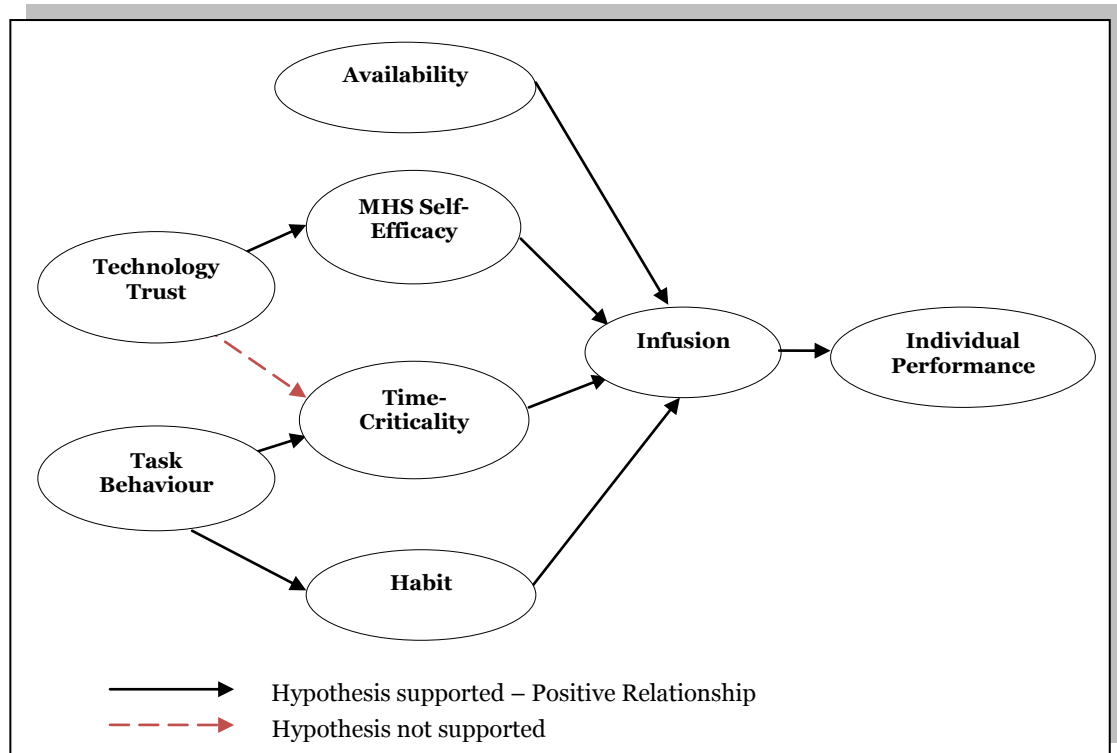 Availability
MHS Self-
Efficacy
Technology
Trust
Infusion
Individual
Performance
Time-
Criticality
Task
Behaviour
Habit
Hypothesis supported – Positive Relationship
Hypothesis not supported